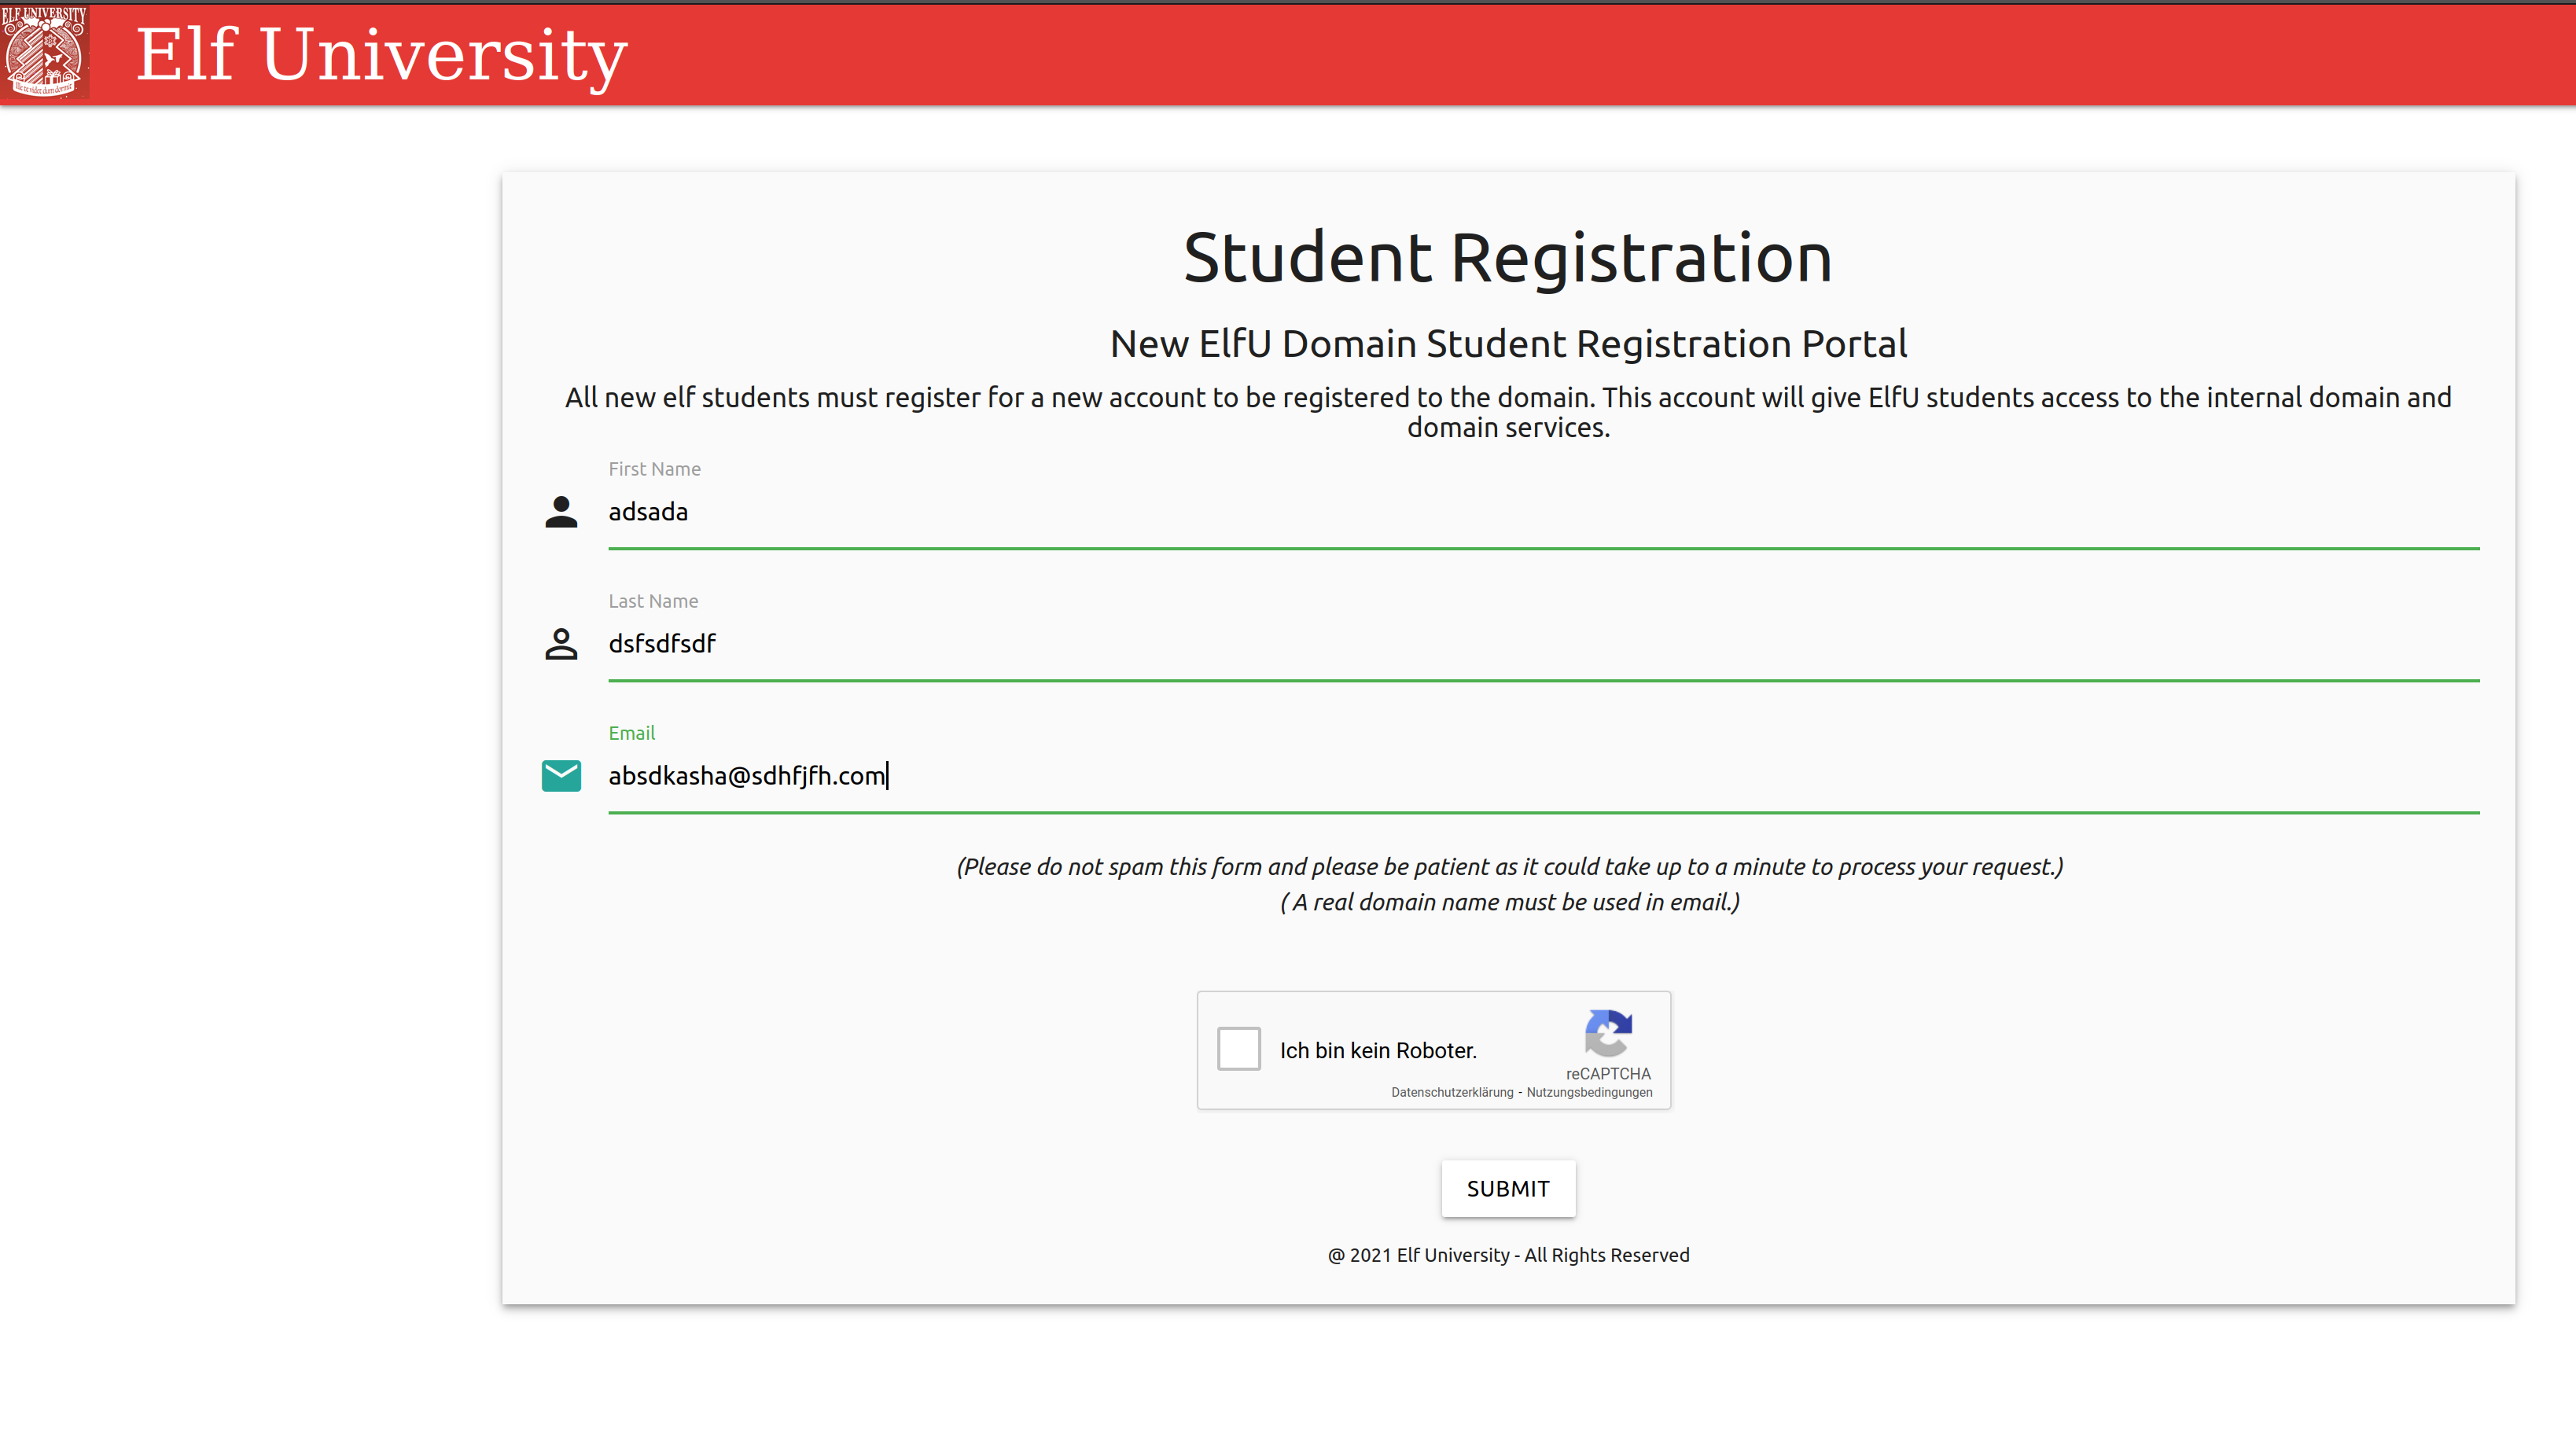 ELF UNIVERSITY
Elf University
Student Registration
New ElfU Domain Student Registration Portal
All new elf students must register for a new account to be registered to the domain. This account will give ElfU students access to the internal domain and
domain services.
First Name
adsada
Last Name
dsfsdfsdf
Email
absdkasha@sdhfjfh.com
(Please do not spam this form and please be patient as it could take up to a minute to process your request.)
( A real domain name must be used in email.)
Ich bin kein Roboter.
reCAPTCHA
Datenschutzerklärung - Nutzungsbedingungen
SUBMIT
@ 2021 Elf University - All Rights Reserved